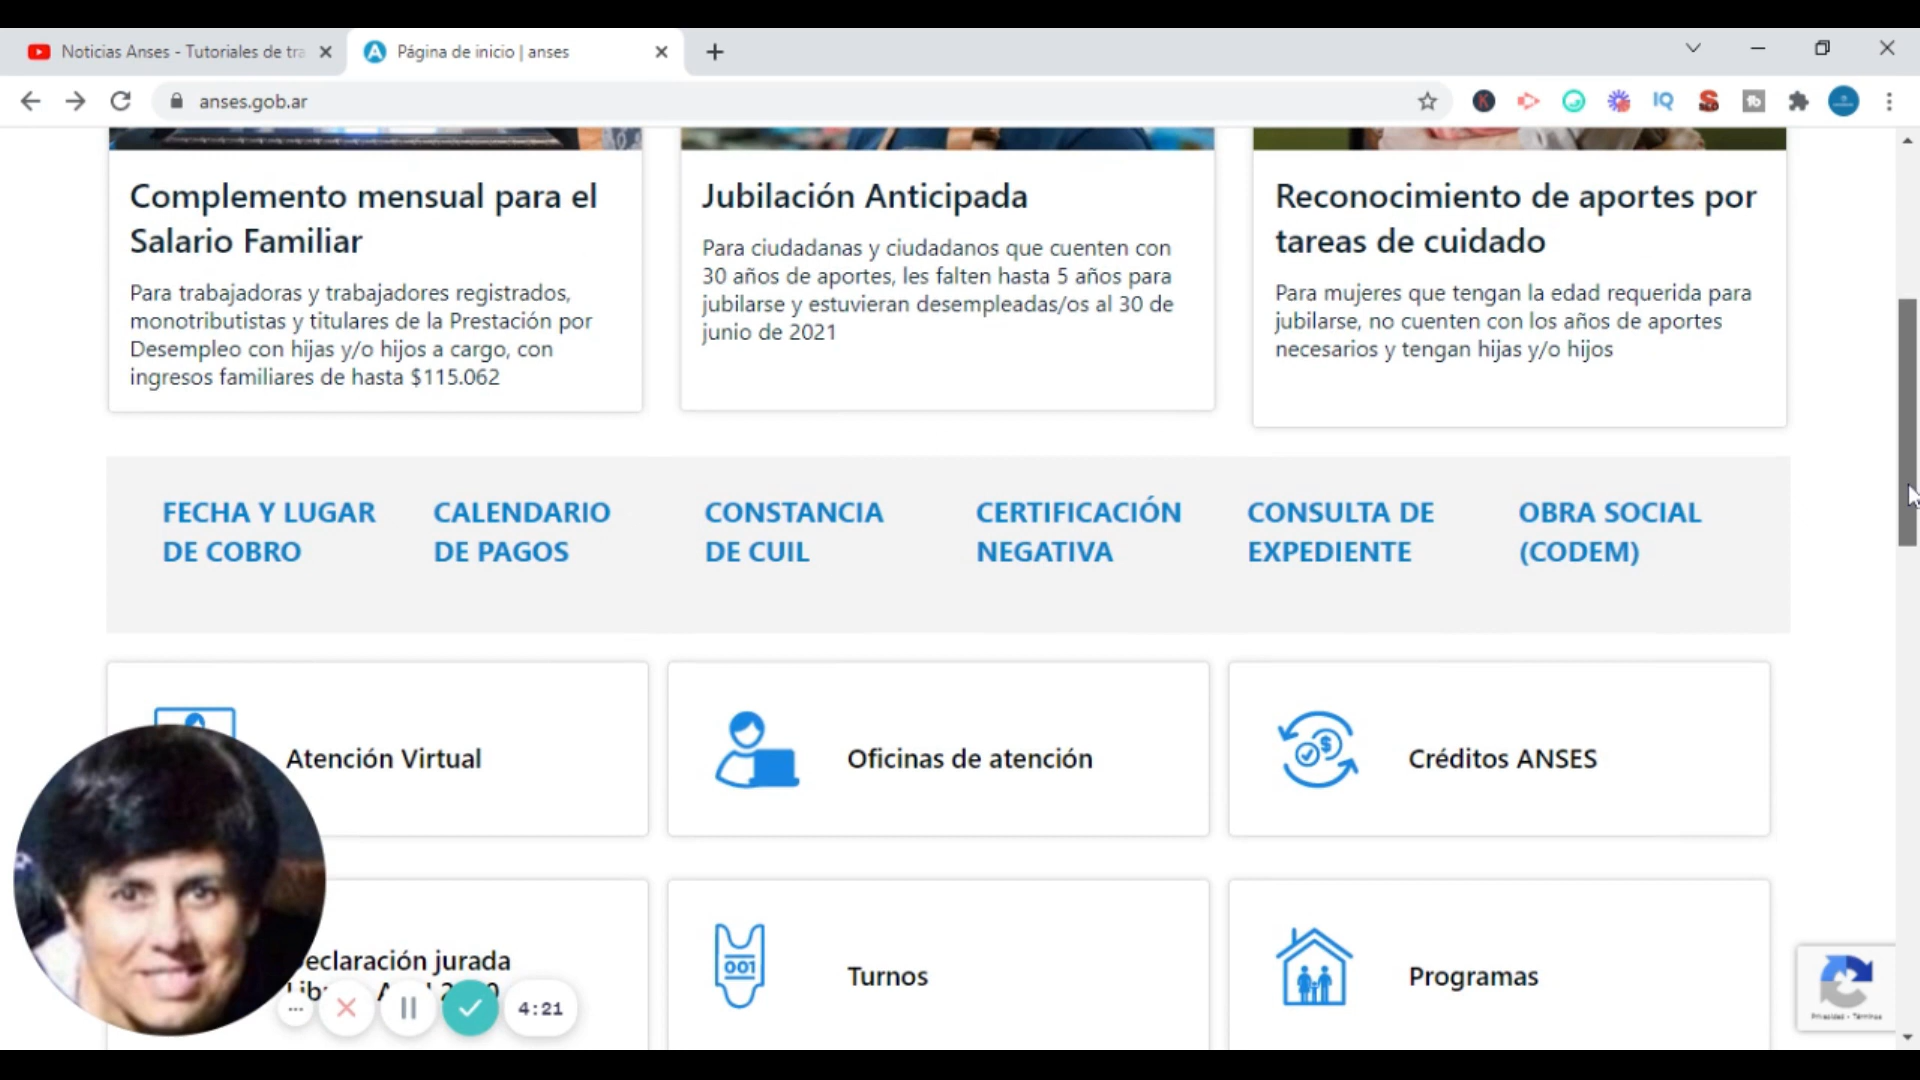 Noticias Anses - Tutoriales de tra
Página de inicio | anses
anses.gob.ar
Complemento mensual para el
Salario Familiar
Para trabajadoras y trabajadores registrados,
monotributistas y titulares de la Prestación por
Desempleo con hijas y/o hijos a cargo, con
ingresos familiares de hasta $115.062
Jubilación Anticipada
Para ciudadanas y ciudadanos que cuenten con
30 años de aportes, les falten hasta 5 años para
jubilarse y estuvieran desempleadas/os al 30 de
junio de 2021
Reconocimiento de aportes por
tareas de cuidado
Para mujeres que tengan la edad requerida para
jubilarse, no cuenten con los años de aportes
necesarios y tengan hijas y/o hijos
FECHA Y LUGAR
DE COBRO
CALENDARIO
DE PAGOS
CONSTANCIA
DE CUIL
CERTIFICACIÓN
NEGATIVA
CONSULTA DE
EXPEDIENTE
OBRA SOCIAL
(CODEM)
Atención Virtual
Oficinas de atención
Créditos ANSES
eclaración jurada
001
Turnos
Programas
4:21
Privacidad - Términos